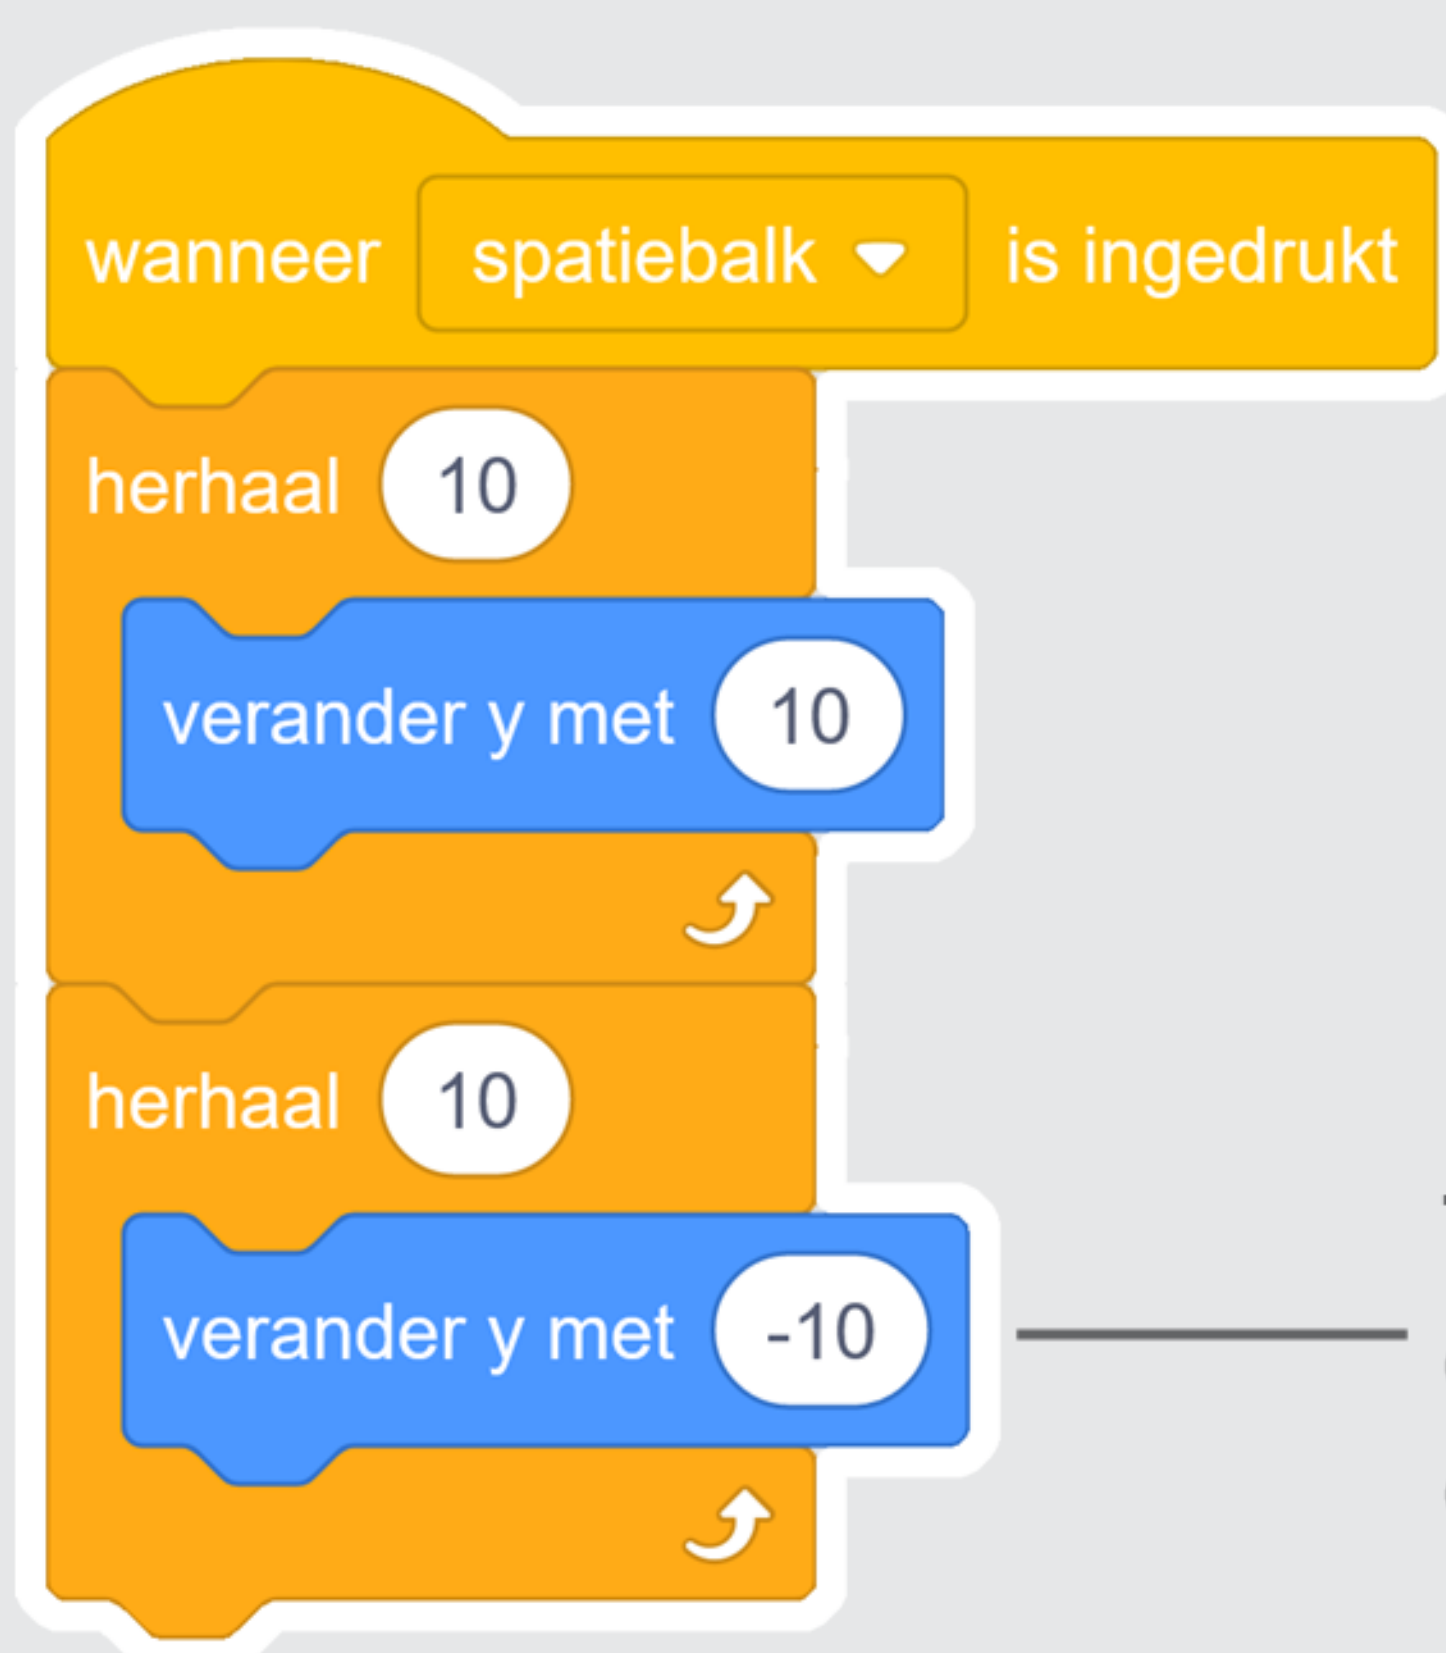 wanneer spatiebalk is ingedrukt
herhaal 10
verander y met 10
herhaal 10
verander y met -10